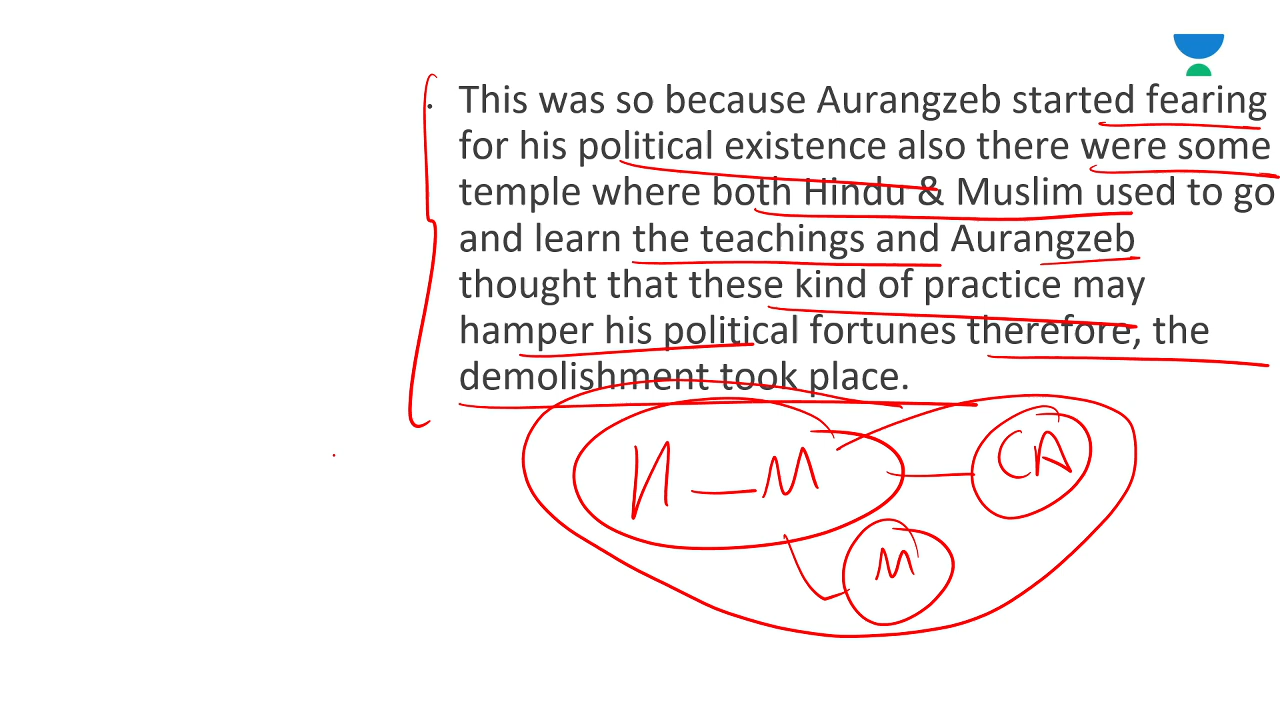 • This was so because Aurangzeb started fearing
for his political existence also there were some
temple where both Hindu & Muslim used to go
and learn the teachings and Aurangzeb
thought that these kind of practice may
hamper his political fortunes therefore, the
demolishment took place.
H — M CA
M